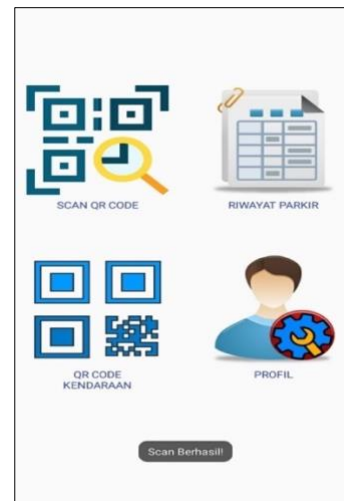 SCAN QR CODE
RIWAYAT PARKIR
QR CODE
KENDARAAN
PROFIL
Scan Berhasil!